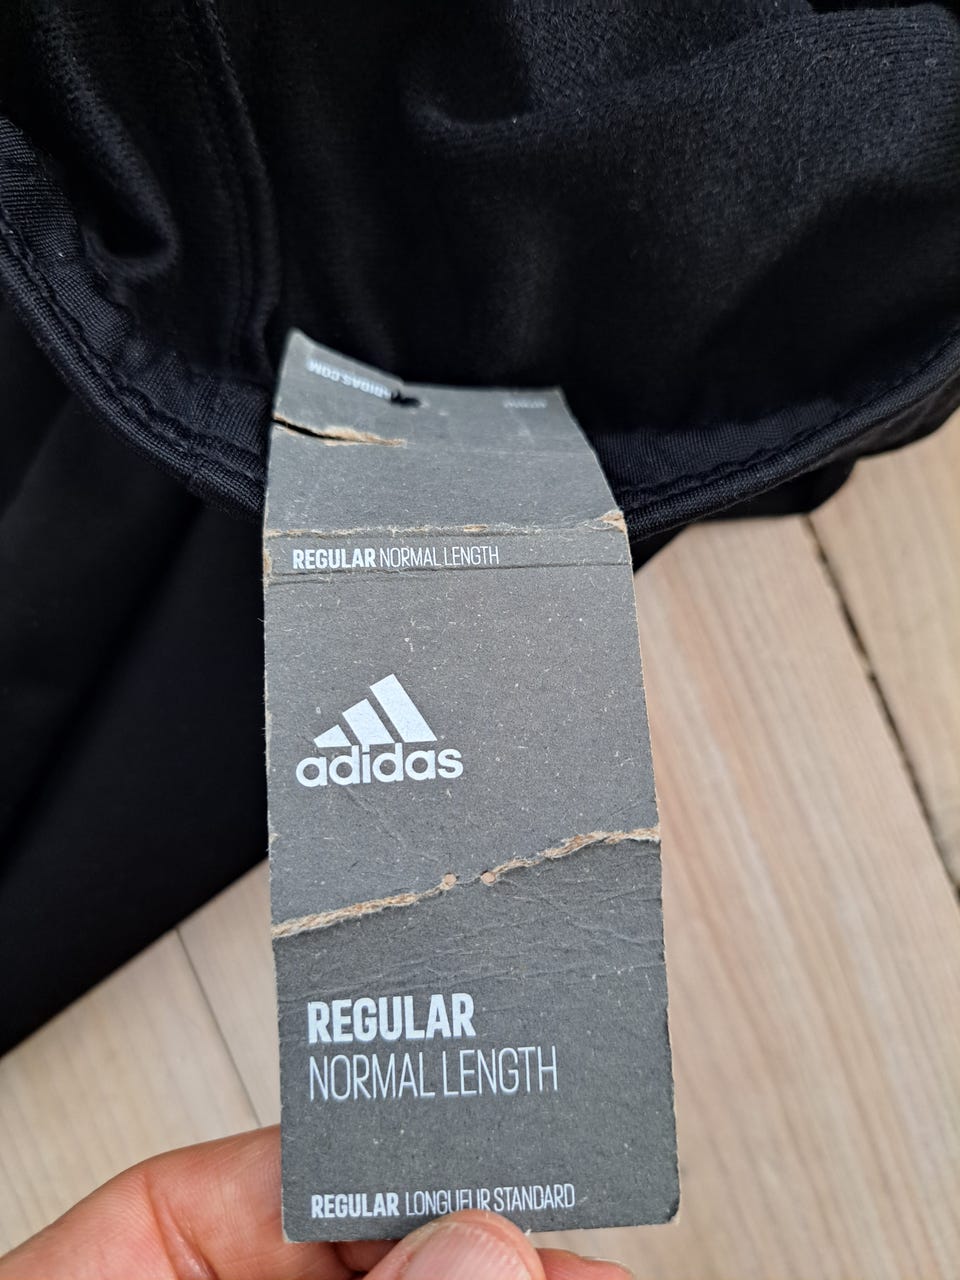 ADIDAS.COM
REGULAR NORMAL LENGTH
adidas
REGULAR
NORMAL LENGTH
REGULAR LONGUEUR STANDARD